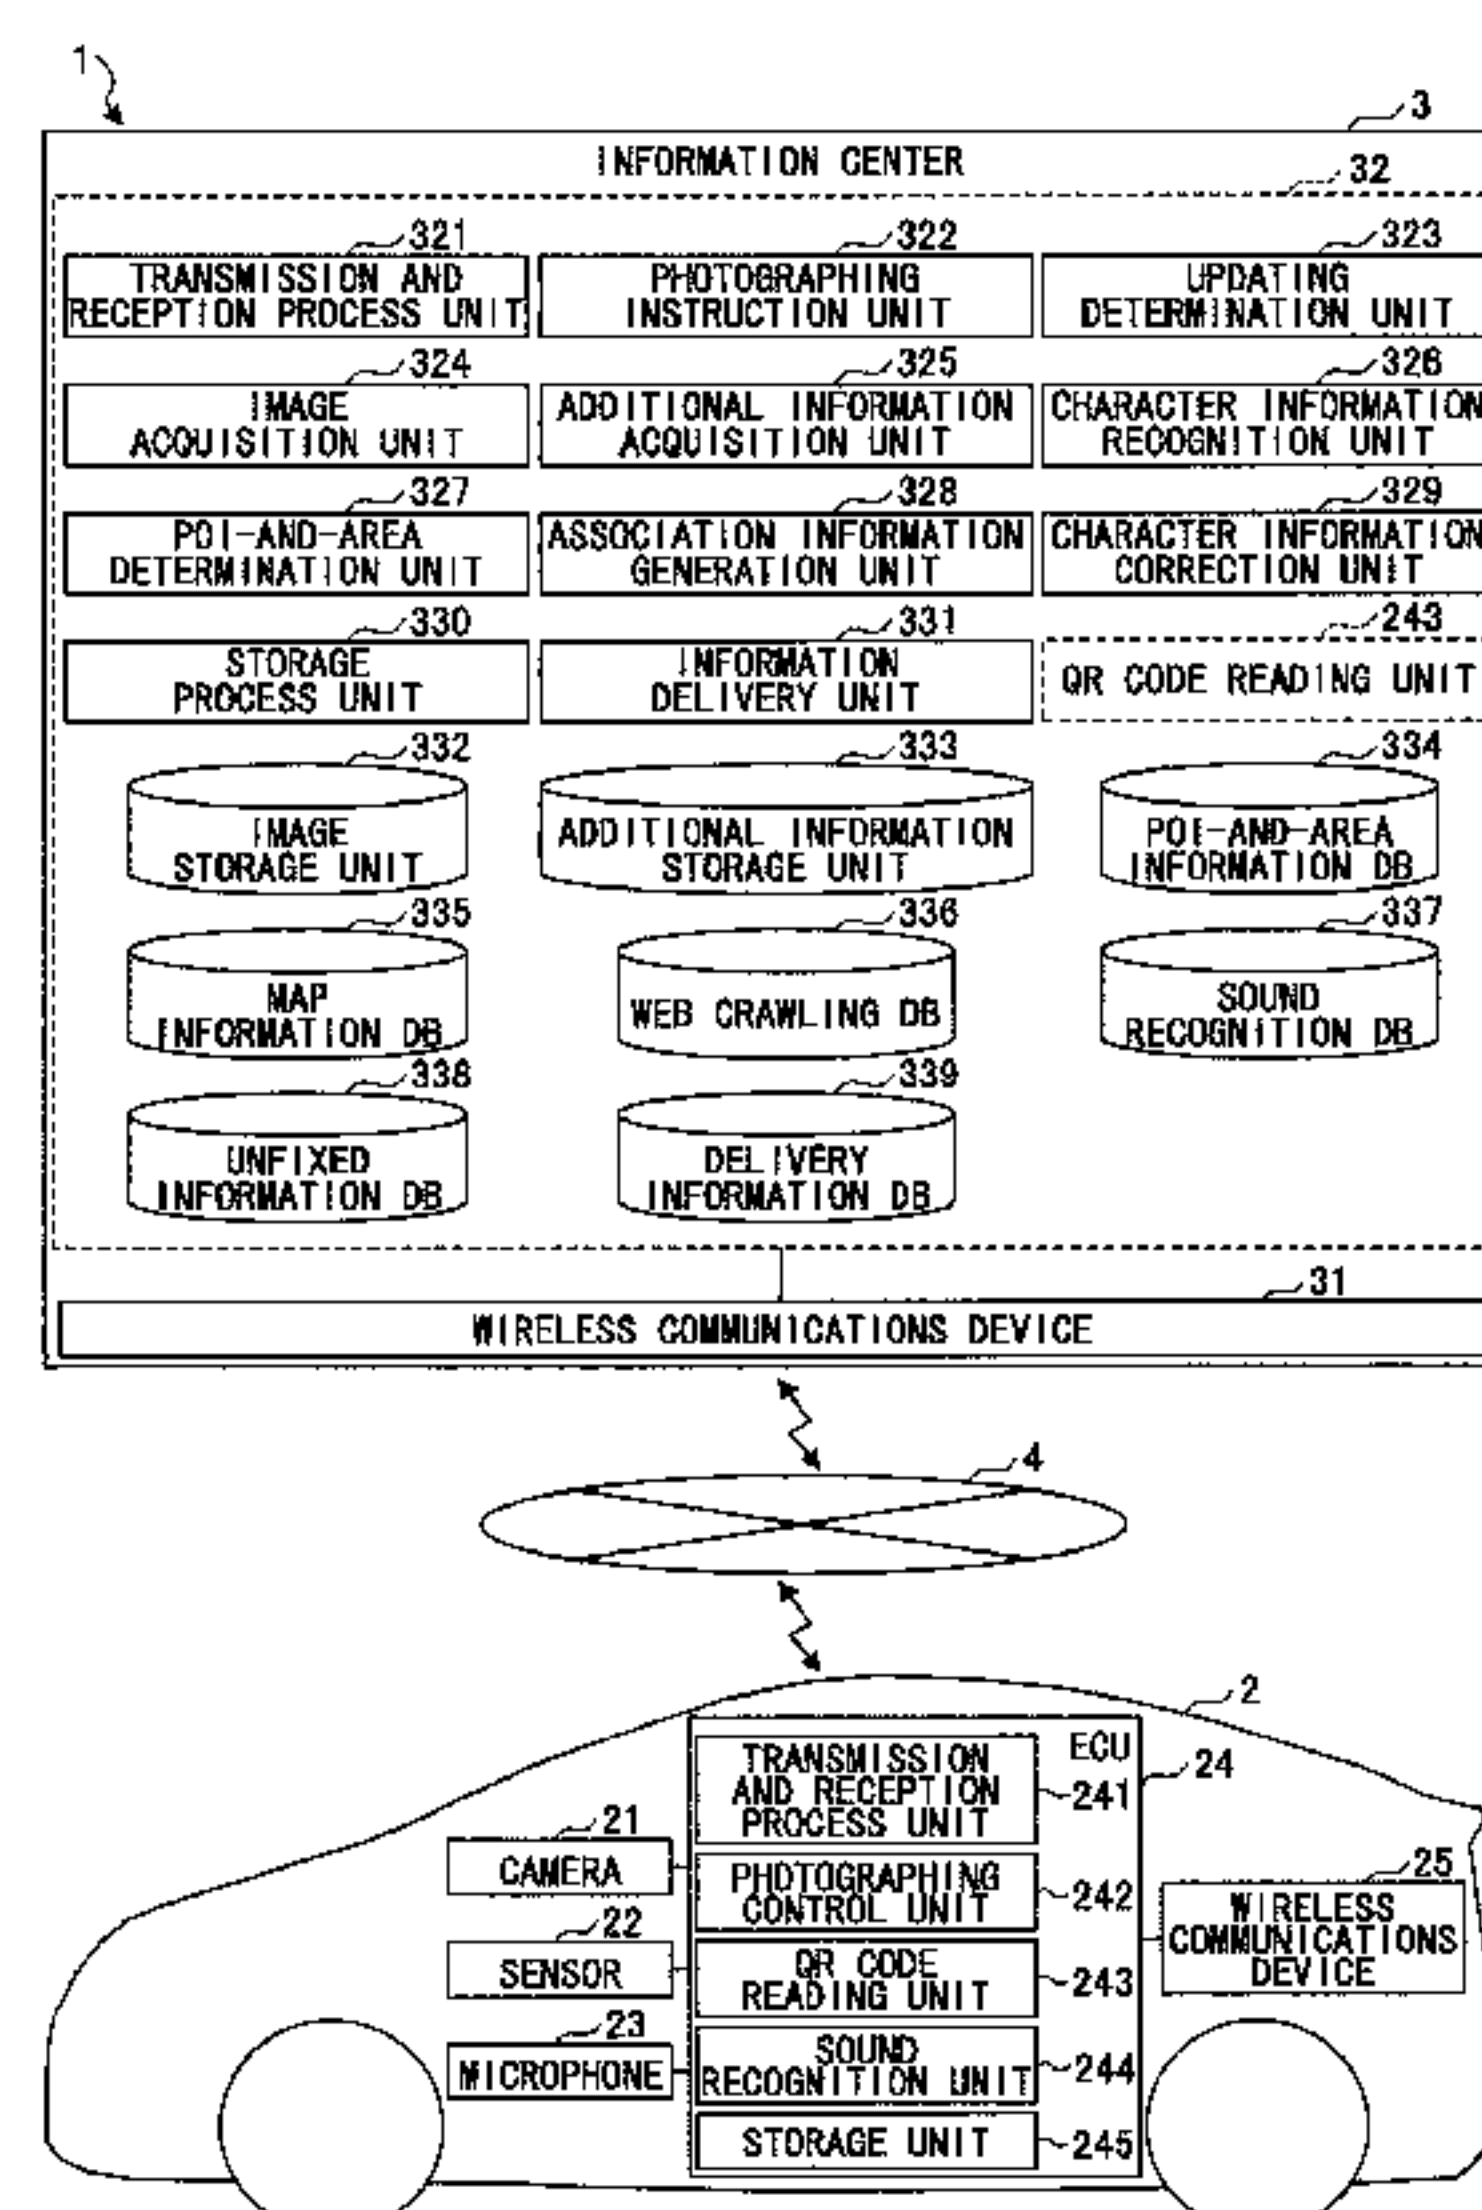 1
3
INFORMATION CENTER
32
321 322 323
TRANSMISSION AND RECEPTION PROCESS UNIT
PHOTOGRAPHING INSTRUCTION UNIT
UPDATING DETERMINATION UNIT
324 325 326
IMAGE ACQUISITION UNIT
ADDITIONAL INFORMATION ACQUISITION UNIT
CHARACTER INFORMATION RECOGNITION UNIT
327 328 329
POI-AND-AREA DETERMINATION UNIT
ASSOCIATION INFORMATION GENERATION UNIT
CHARACTER INFORMATION CORRECTION UNIT
330 331 243
STORAGE PROCESS UNIT
INFORMATION DELIVERY UNIT
QR CODE READING UNIT
332 333 334
IMAGE STORAGE UNIT
ADDITIONAL INFORMATION STORAGE UNIT
POI-AND-AREA INFORMATION DB
335 336 337
MAP INFORMATION DB
WEB CRAWLING DB
SOUND RECOGNITION DB
338 339
UNFIXED INFORMATION DB
DELIVERY INFORMATION DB
31
WIRELESS COMMUNICATIONS DEVICE
4
2
ECU
24
TRANSMISSION
AND RECEPTION
PROCESS UNIT
241
21
CAMERA
PHOTOGRAPHING
CONTROL UNIT
242
25
WIRELESS
COMMUNICATIONS
DEVICE
22
SENSOR
QR CODE
READING UNIT
243
23
MICROPHONE
SOUND
RECOGNITION UNIT
244
STORAGE UNIT
245